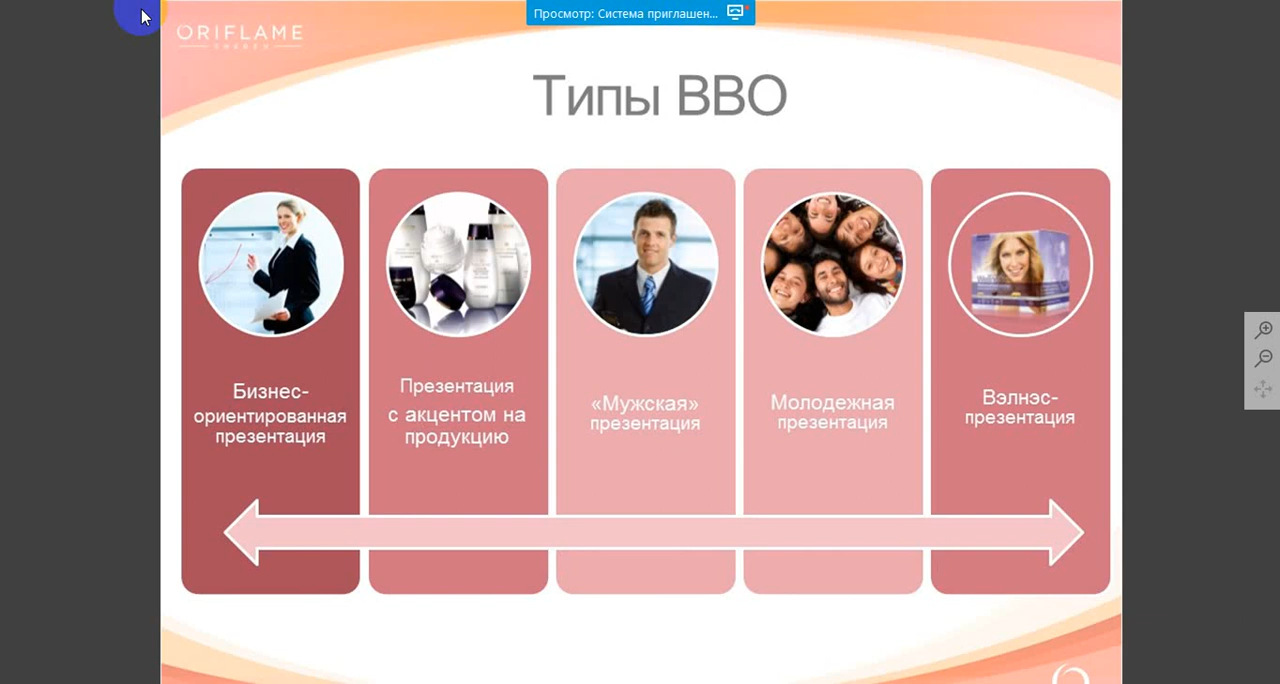 Просмотр: Система приглашен...
ORIFLAME
SWEDEN
Типы ВВО
Бизнес-
ориентированная
презентация
Презентация
с акцентом на
продукцию
«Мужская»
презентация
Молодежная
презентация
Вэлнэс-
презентация